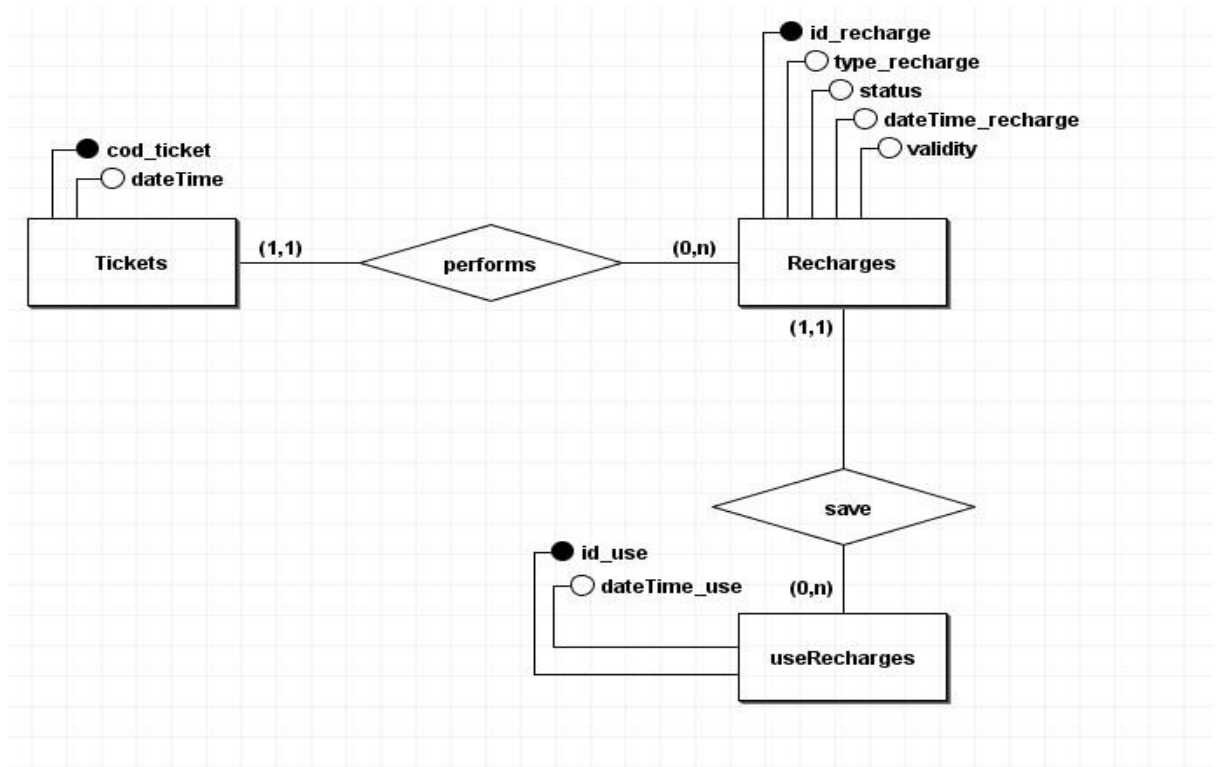 id_recharge
type_recharge
status
dateTime_recharge
validity
cod_ticket
dateTime
Tickets
(1,1)
performs
(0,n)
Recharges
(1,1)
save
id_use
dateTime_use
(0,n)
useRecharges